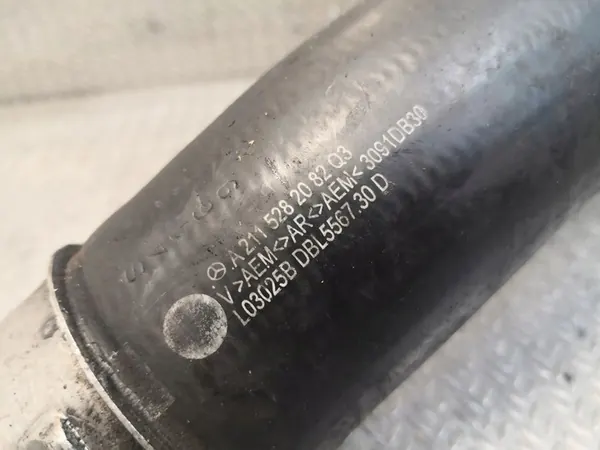 A 211 528 20 82 Q3
V >AEM<>AR<>AEM< 3091DB30
L03025B DBL5567.30 D